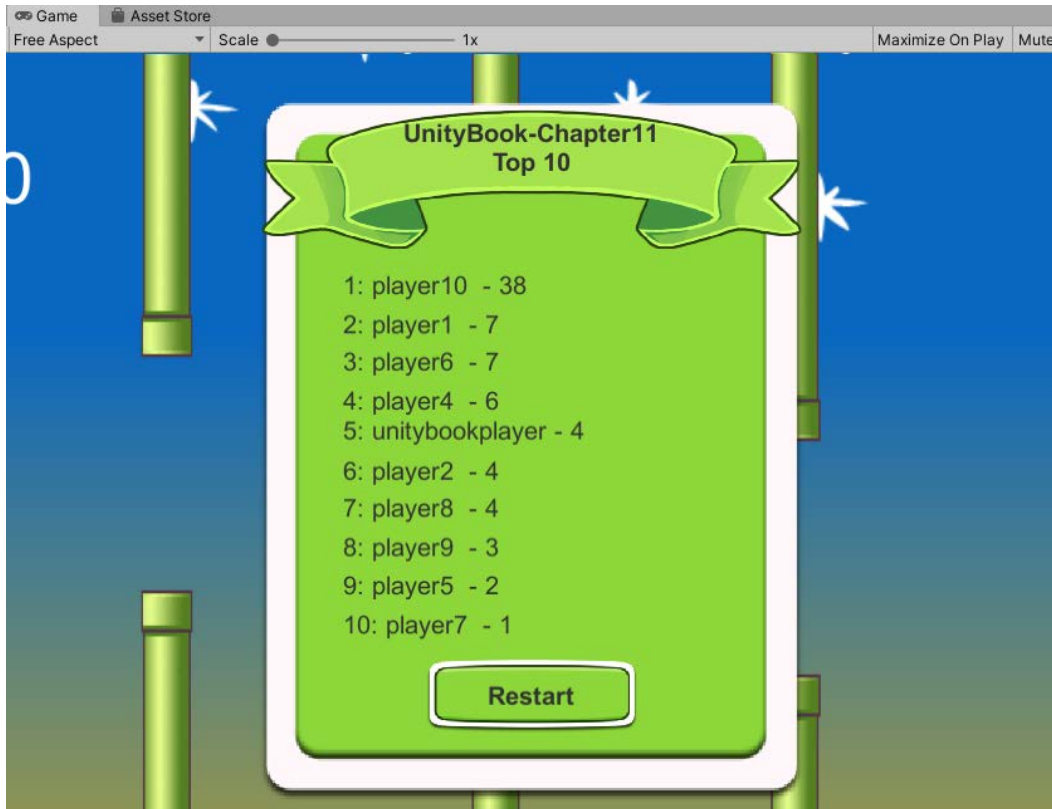 Game
Asset Store
Free Aspect
Scale
1x
Maximize On Play
Mute
0
UnityBook-Chapter11
Top 10
1: player10 - 38
2: player1 - 7
3: player6 - 7
4: player4 - 6
5: unitybookplayer - 4
6: player2 - 4
7: player8 - 4
8: player9 - 3
9: player5 - 2
10: player7 - 1
Restart